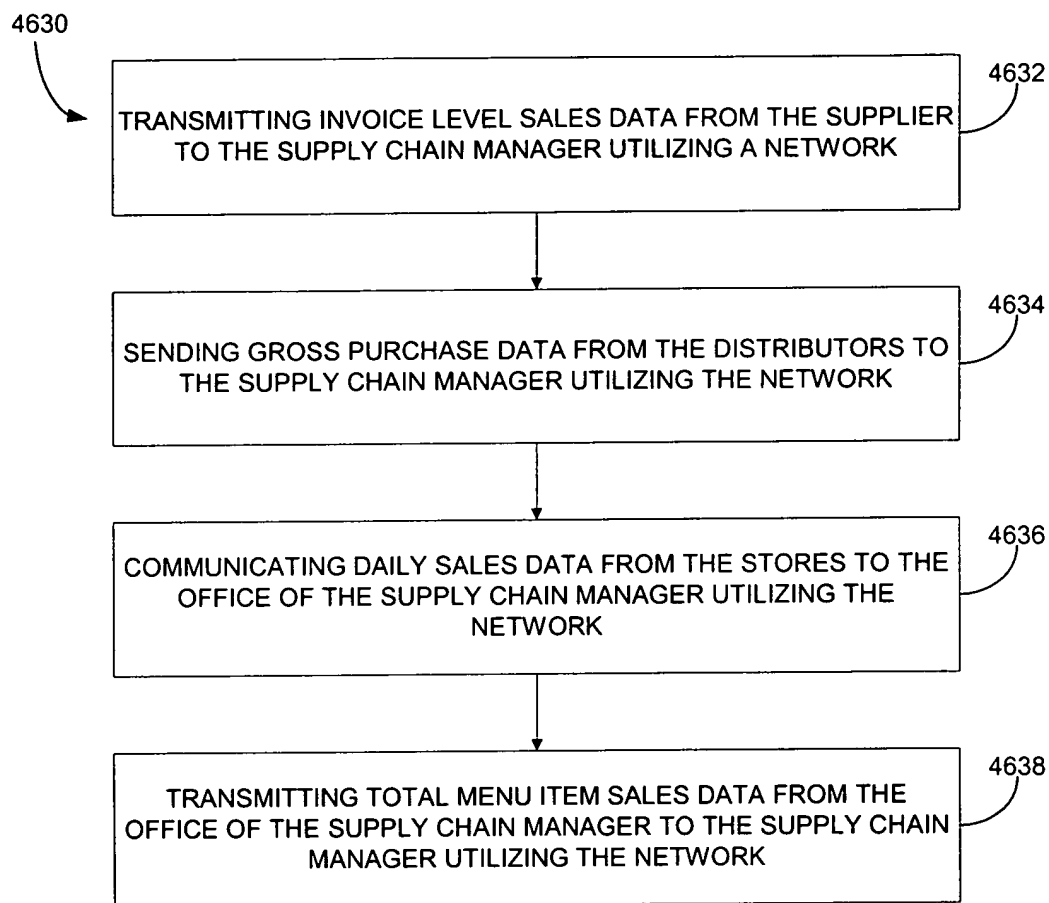 4630
4632
TRANSMITTING INVOICE LEVEL SALES DATA FROM THE SUPPLIER
TO THE SUPPLY CHAIN MANAGER UTILIZING A NETWORK
4634
SENDING GROSS PURCHASE DATA FROM THE DISTRIBUTORS TO
THE SUPPLY CHAIN MANAGER UTILIZING THE NETWORK
4636
COMMUNICATING DAILY SALES DATA FROM THE STORES TO THE
OFFICE OF THE SUPPLY CHAIN MANAGER UTILIZING THE
NETWORK
4638
TRANSMITTING TOTAL MENU ITEM SALES DATA FROM THE
OFFICE OF THE SUPPLY CHAIN MANAGER TO THE SUPPLY CHAIN
MANAGER UTILIZING THE NETWORK